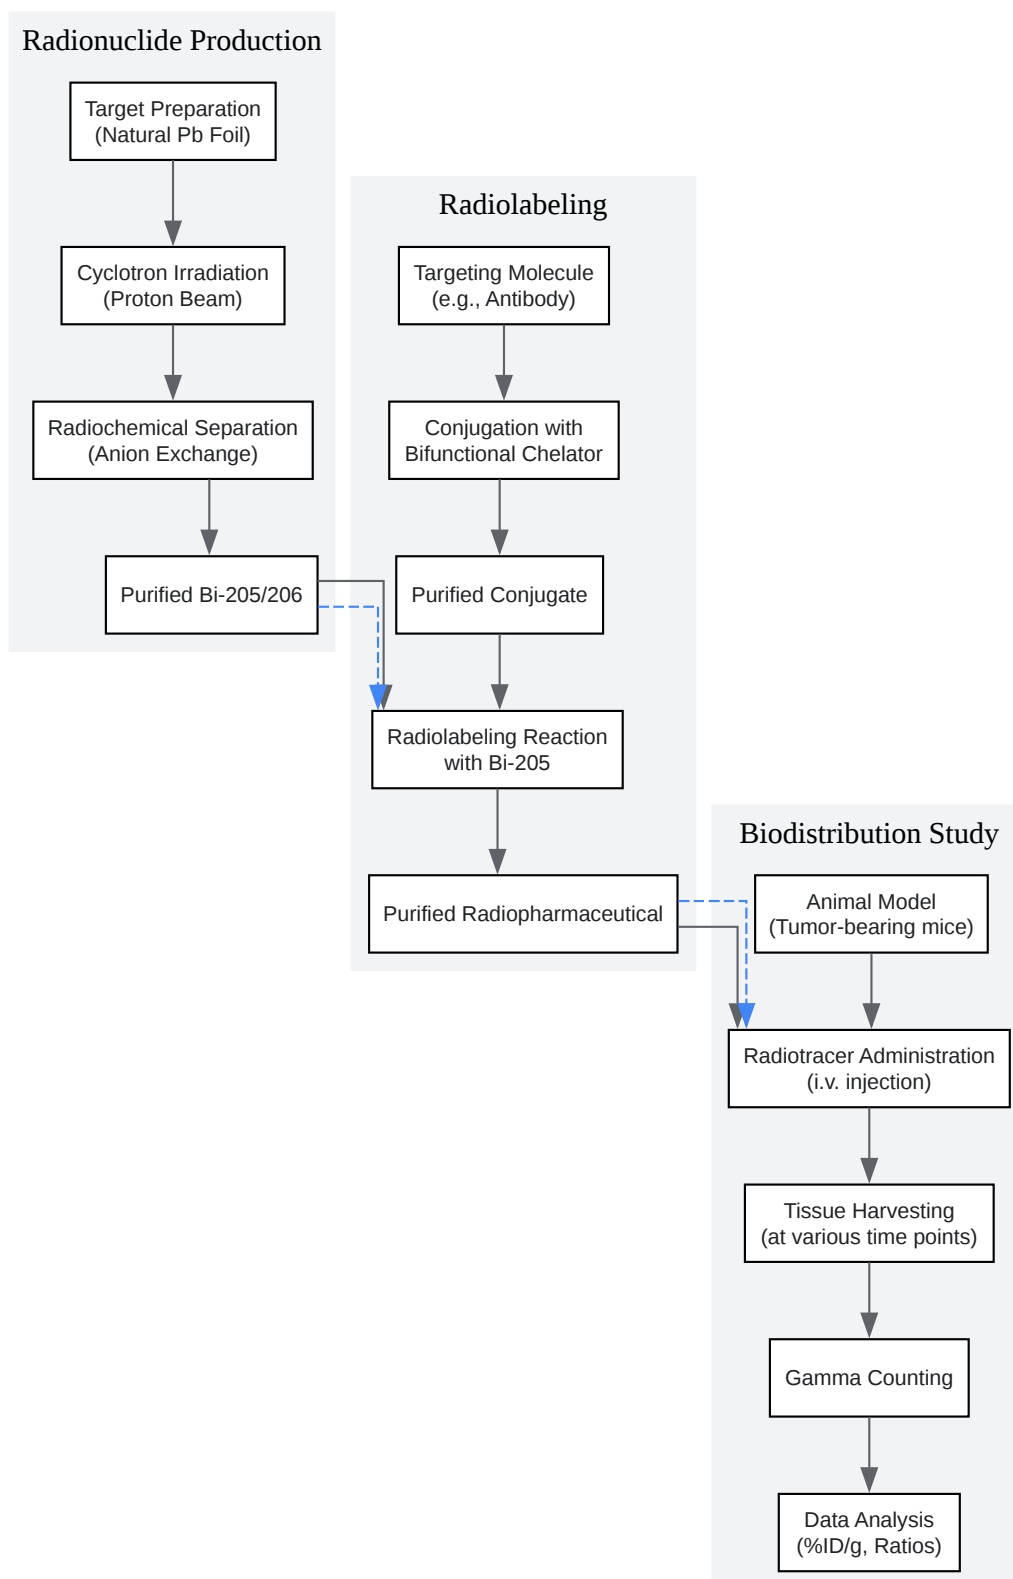 Radionuclide Production
Target Preparation
(Natural Pb Foil)
Cyclotron Irradiation
(Proton Beam)
Radiochemical Separation
(Anion Exchange)
Purified Bi-205/206
Radiolabeling
Targeting Molecule
(e.g., Antibody)
Conjugation with
Bifunctional Chelator
Purified Conjugate
Radiolabeling Reaction
with Bi-205
Purified Radiopharmaceutical
Biodistribution Study
Animal Model
(Tumor-bearing mice)
Radiotracer Administration
(i.v. injection)
Tissue Harvesting
(at various time points)
Gamma Counting
Data Analysis
(%ID/g, Ratios)